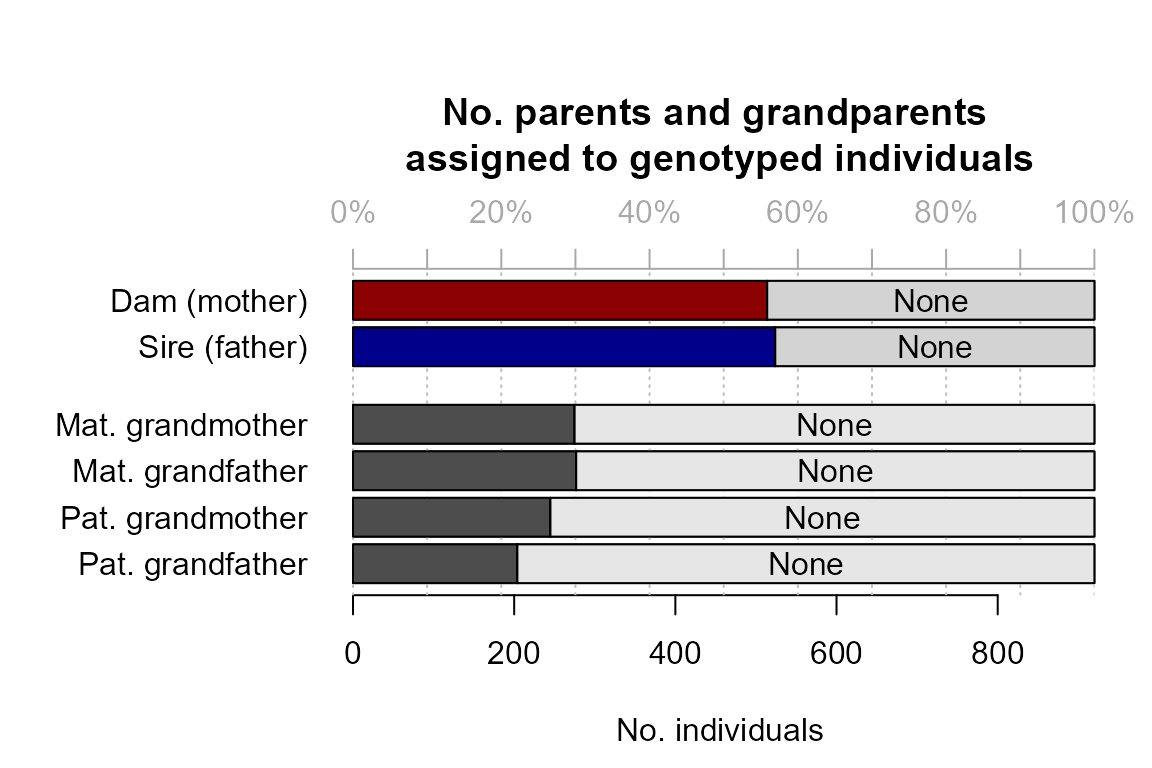 No. parents and grandparents
assigned to genotyped individuals
0% 20% 40% 60% 80% 100%
Dam (mother) None
Sire (father) None
Mat. grandmother None
Mat. grandfather None
Pat. grandmother None
Pat. grandfather None
0 200 400 600 800
No. individuals